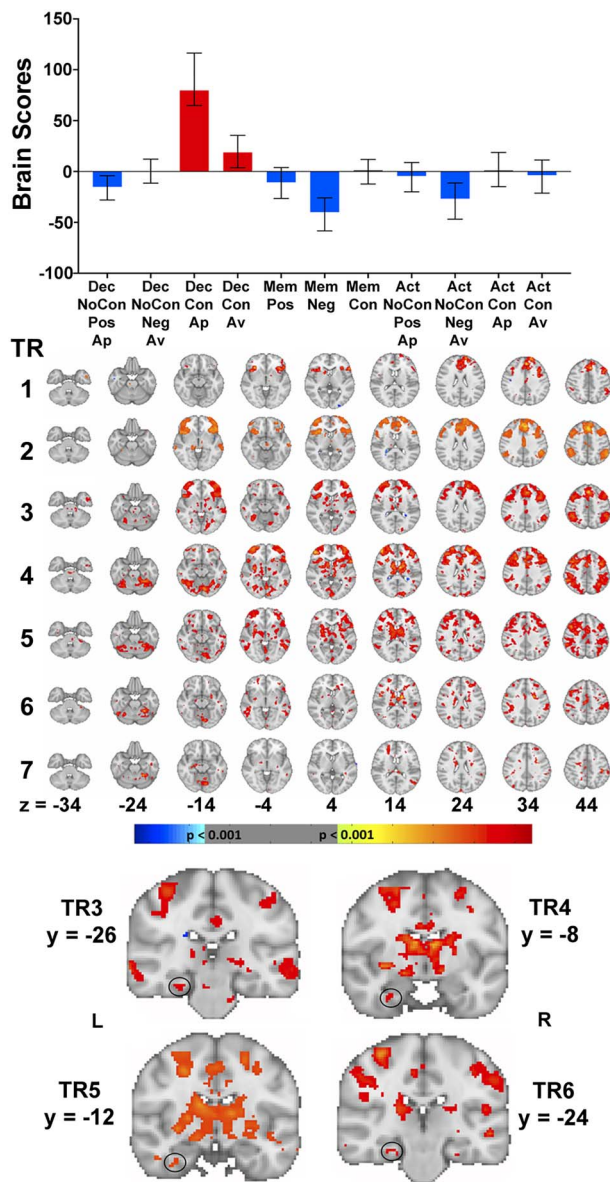 150
100
50
0
-50
-100
Brain Scores
Dec NoCon Pos Ap
Dec NoCon Neg Av
Dec Con Ap
Dec Con Av
Mem Pos
Mem Neg
Mem Con
Act NoCon Pos Ap
Act NoCon Neg Av
Act Con Ap
Act Con Av
TR
1
2
3
4
5
6
7
z = -34 -24 -14 -4 4 14 24 34 44
p < 0.001 p < 0.001
TR3
y = -26
TR4
y = -8
L R
TR5
y = -12
TR6
y = -24